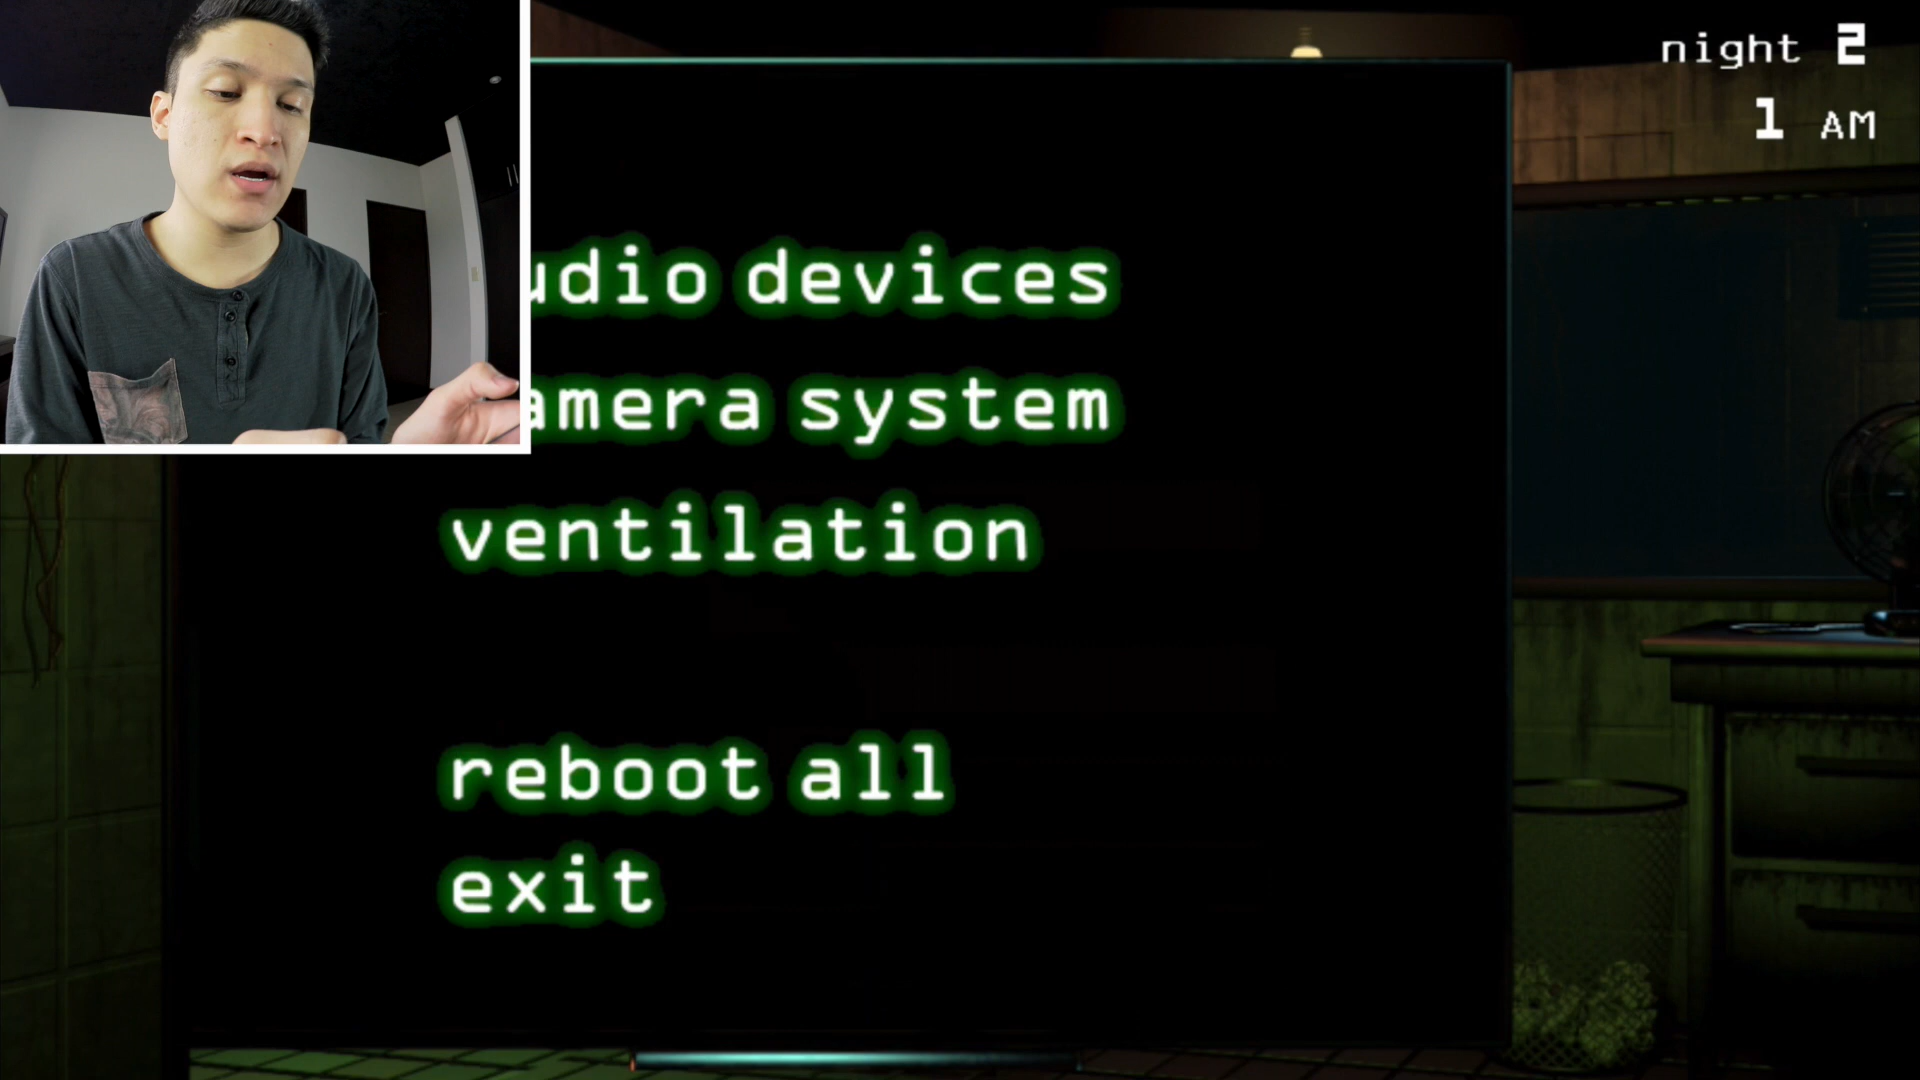 night 2
1 AM
udio devices
amera system
ventilation
reboot all
exit